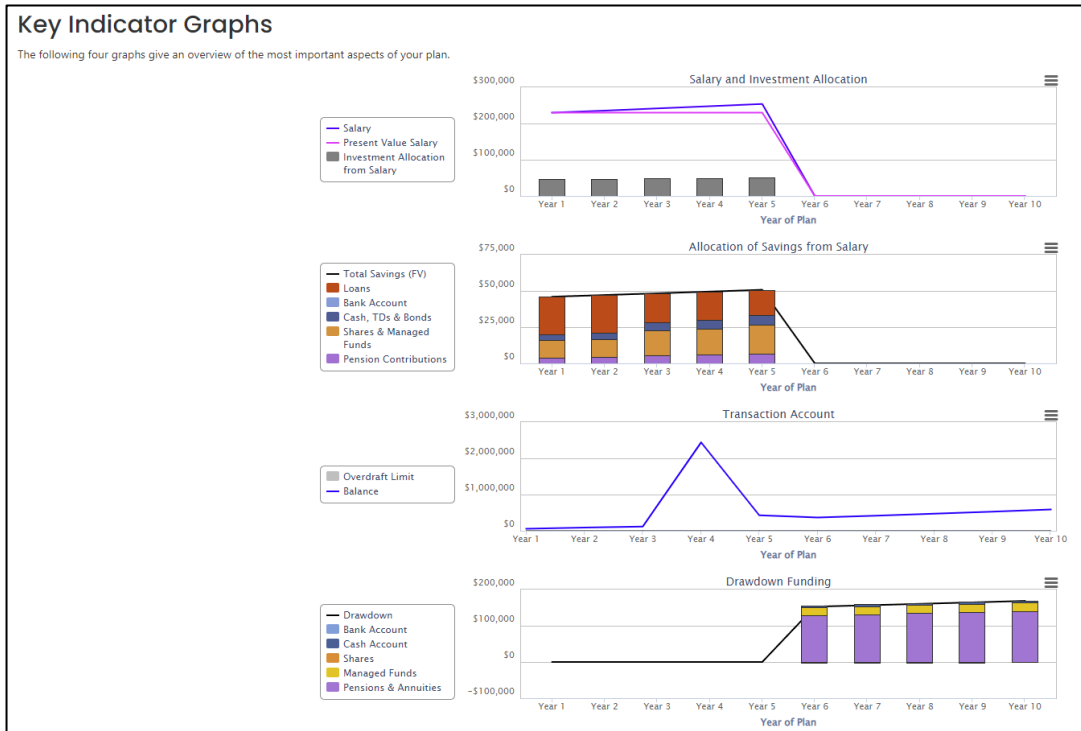 Key Indicator Graphs
The following four graphs give an overview of the most important aspects of your plan.
Salary and Investment Allocation
Salary
Present Value Salary
Investment Allocation
from Salary
$300,000
$200,000
$100,000
$0
Year 1 Year 2 Year 3 Year 4 Year 5 Year 6 Year 7 Year 8 Year 9 Year 10
Year of Plan
Allocation of Savings from Salary
Total Savings (FV)
Loans
Bank Account
Cash, TDs & Bonds
Shares & Managed
Funds
Pension Contributions
$75,000
$50,000
$25,000
$0
Year 1 Year 2 Year 3 Year 4 Year 5 Year 6 Year 7 Year 8 Year 9 Year 10
Year of Plan
Transaction Account
Overdraft Limit
Balance
$3,000,000
$2,000,000
$1,000,000
$0
Year 1 Year 2 Year 3 Year 4 Year 5 Year 6 Year 7 Year 8 Year 9 Year 10
Year of Plan
Drawdown Funding
Drawdown
Bank Account
Cash Account
Shares
Managed Funds
Pensions & Annuities
$200,000
$100,000
$0
-$100,000
Year 1 Year 2 Year 3 Year 4 Year 5 Year 6 Year 7 Year 8 Year 9 Year 10
Year of Plan